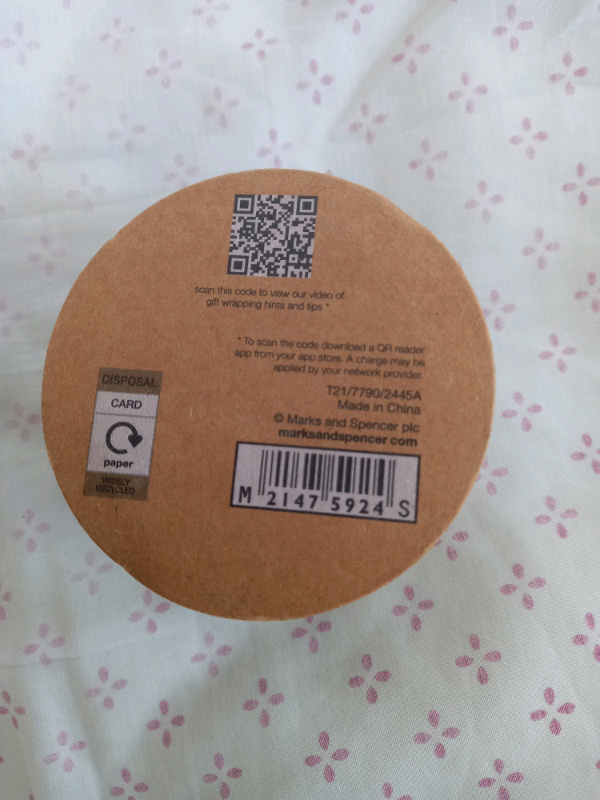 scan this code to view our video of
gift wrapping hints and tips *
* To scan the code download a QR reader
app from your app store. A charge may be
applied by your network provider.
T21/7790/2445A
Made in China
© Marks and Spencer plc
marksandspencer.com
M 2147 5924 S
DISPOSAL
CARD
paper
WIDELY
RECYCLED